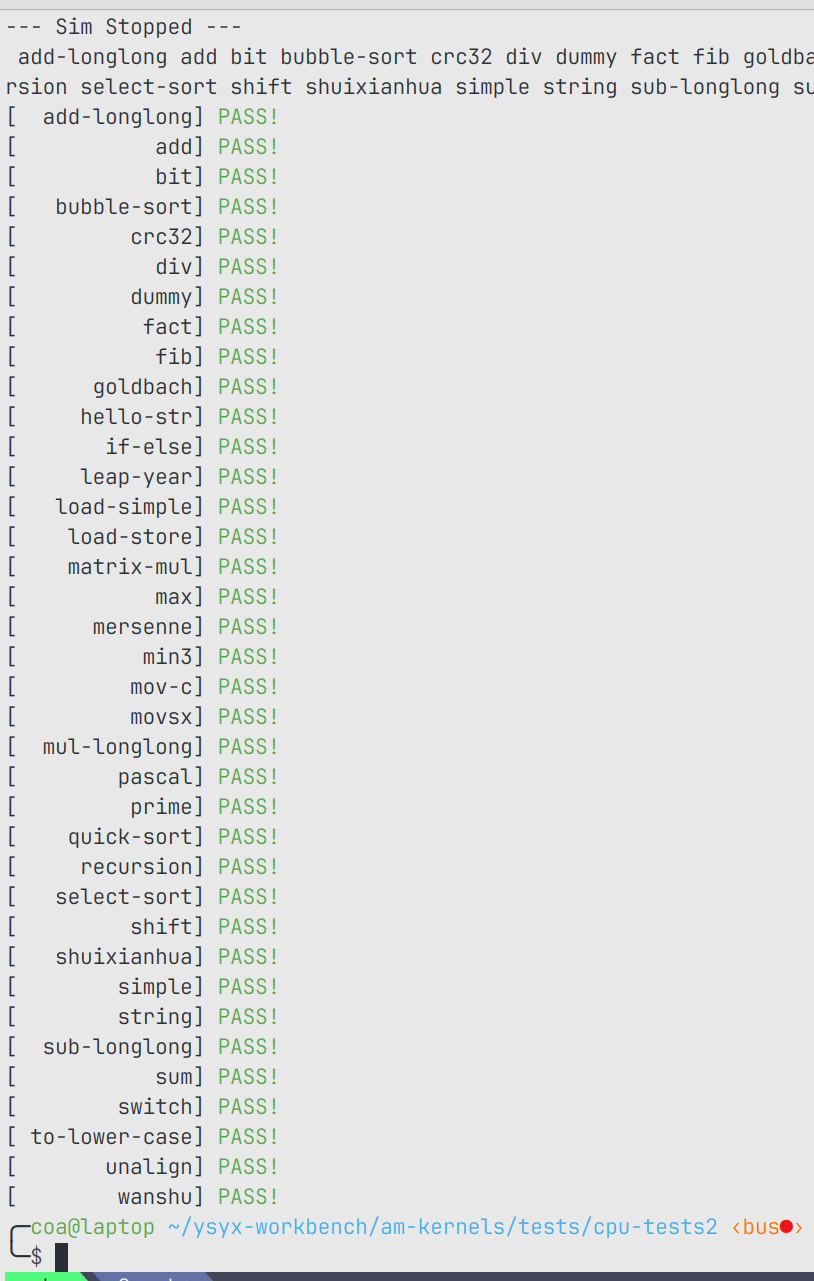 --- Sim Stopped ---
add-longlong add bit bubble-sort crc32 div dummy fact fib goldba
rsion select-sort shift shuixianhua simple string sub-longlong su
[  add-longlong] PASS!
[           add] PASS!
[           bit] PASS!
[   bubble-sort] PASS!
[         crc32] PASS!
[           div] PASS!
[         dummy] PASS!
[          fact] PASS!
[           fib] PASS!
[      goldbach] PASS!
[     hello-str] PASS!
[       if-else] PASS!
[     leap-year] PASS!
[   load-simple] PASS!
[    load-store] PASS!
[    matrix-mul] PASS!
[           max] PASS!
[      mersenne] PASS!
[          min3] PASS!
[         mov-c] PASS!
[         movsx] PASS!
[  mul-longlong] PASS!
[        pascal] PASS!
[         prime] PASS!
[    quick-sort] PASS!
[     recursion] PASS!
[   select-sort] PASS!
[         shift] PASS!
[   shuixianhua] PASS!
[        simple] PASS!
[        string] PASS!
[  sub-longlong] PASS!
[           sum] PASS!
[        switch] PASS!
[ to-lower-case] PASS!
[       unalign] PASS!
[        wanshu] PASS!
╭─coa@laptop ~/ysyx-workbench/am-kernels/tests/cpu-tests2 ‹bus●›
╰─$